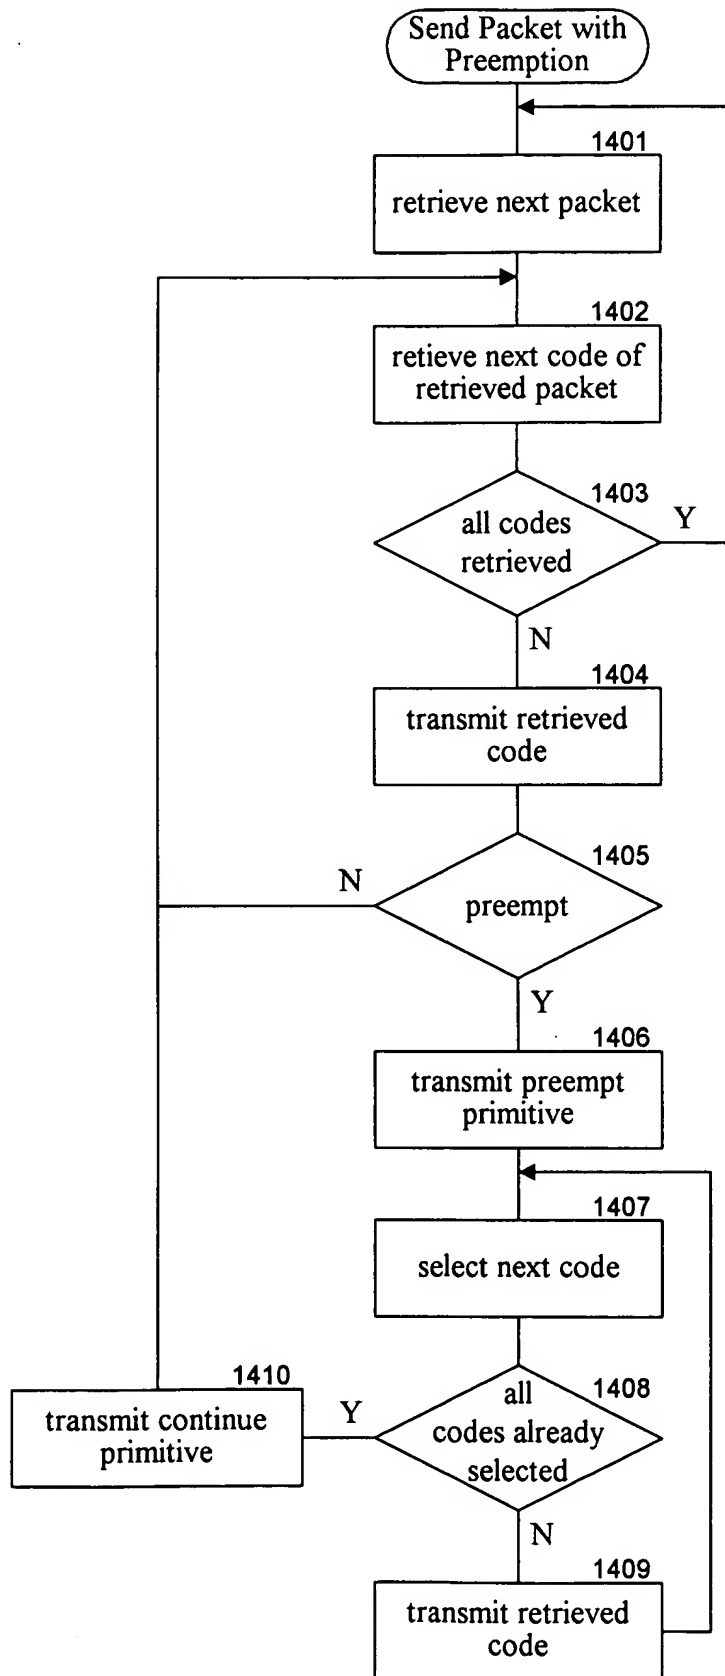 Send Packet with
Preemption
1401
retrieve next packet
1402
retieve next code of
retrieved packet
1403
all codes
retrieved
Y
N
1404
transmit retrieved
code
1405
preempt
N
Y
1406
transmit preempt
primitive
1407
select next code
1408
all
codes already
selected
Y
1410
transmit continue
primitive
N
1409
transmit retrieved
code